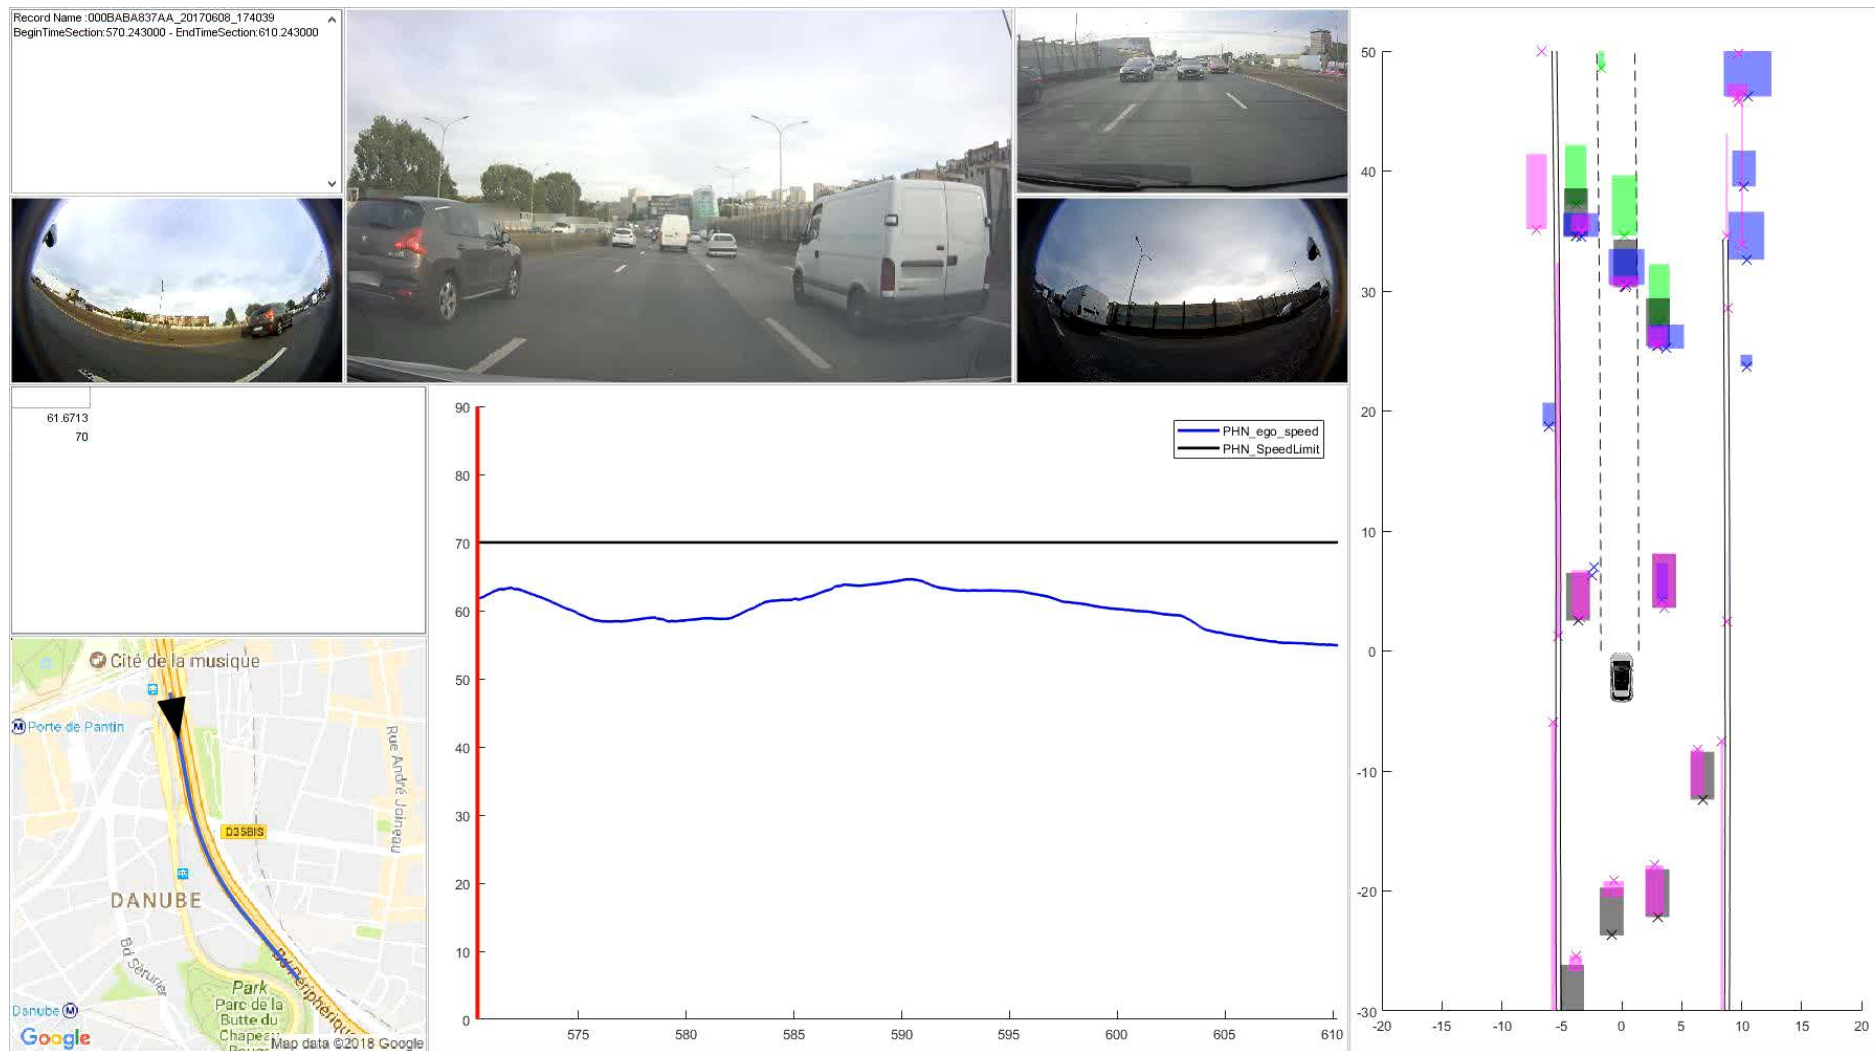 Record Name :000BABA837AA_20170608_174039
BeginTimeSection:570.243000 - EndTimeSection:610.243000
61.6713
70
90
80
70
60
50
40
30
20
10
0
575
580
585
590
595
600
605
610
PHN_ego_speed
PHN_SpeedLimit
50
40
30
20
10
0
-10
-20
-30
-20
-15
-10
-5
0
5
10
15
20
Cité de la musique
Porte de Pantin
Rue André Joineau
D35BIS
DANUBE
Bd Sérurier
Bd Périphérique
Park
Parc de la
Butte du
Chapeau
Rouge
Danube
Google
Map data ©2018 Google